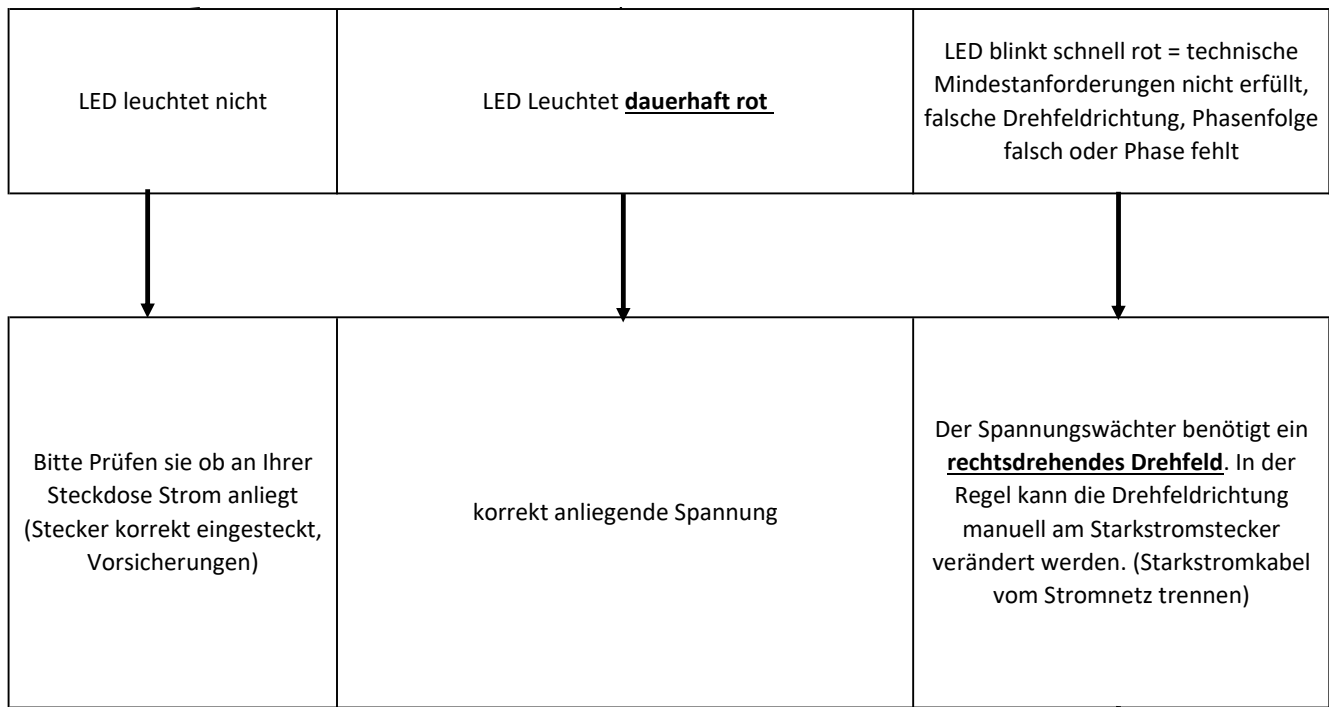 LED leuchtet nicht
LED Leuchtet dauerhaft rot
LED blinkt schnell rot = technische
Mindestanforderungen nicht erfüllt,
falsche Drehfeldrichtung, Phasenfolge
falsch oder Phase fehlt
Bitte Prüfen sie ob an Ihrer
Steckdose Strom anliegt
(Stecker korrekt eingesteckt,
Vorsicherungen)
korrekt anliegende Spannung
Der Spannungswächter benötigt ein
rechtsdrehendes Drehfeld. In der
Regel kann die Drehfeldrichtung
manuell am Starkstromstecker
verändert werden. (Starkstromkabel
vom Stromnetz trennen)